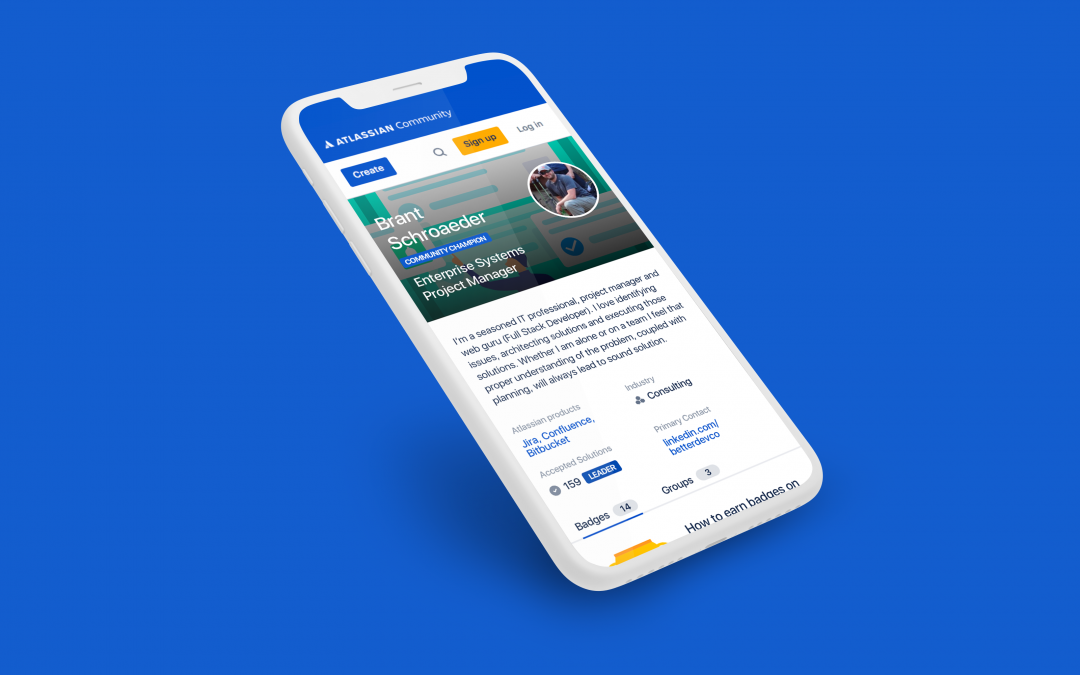 ATLASSIAN Community
Create
Sign up
Log in
Brant
Schroaeder
COMMUNITY CHAMPION
Enterprise Systems
Project Manager
I'm a seasoned IT professional, project manager and
web guru (Full Stack Developer). I love identifying
issues, architecting solutions and executing those
solutions. Whether I am alone or on a team I feel that
proper understanding of the problem, coupled with
planning, will always lead to sound solution.
Atlassian products
Jira, Confluence,
Bitbucket
Industry
Consulting
Accepted Solutions
159 LEADER
Primary Contact
linkedin.com/
betterdevco
Badges 14
Groups 3
How to earn badges on